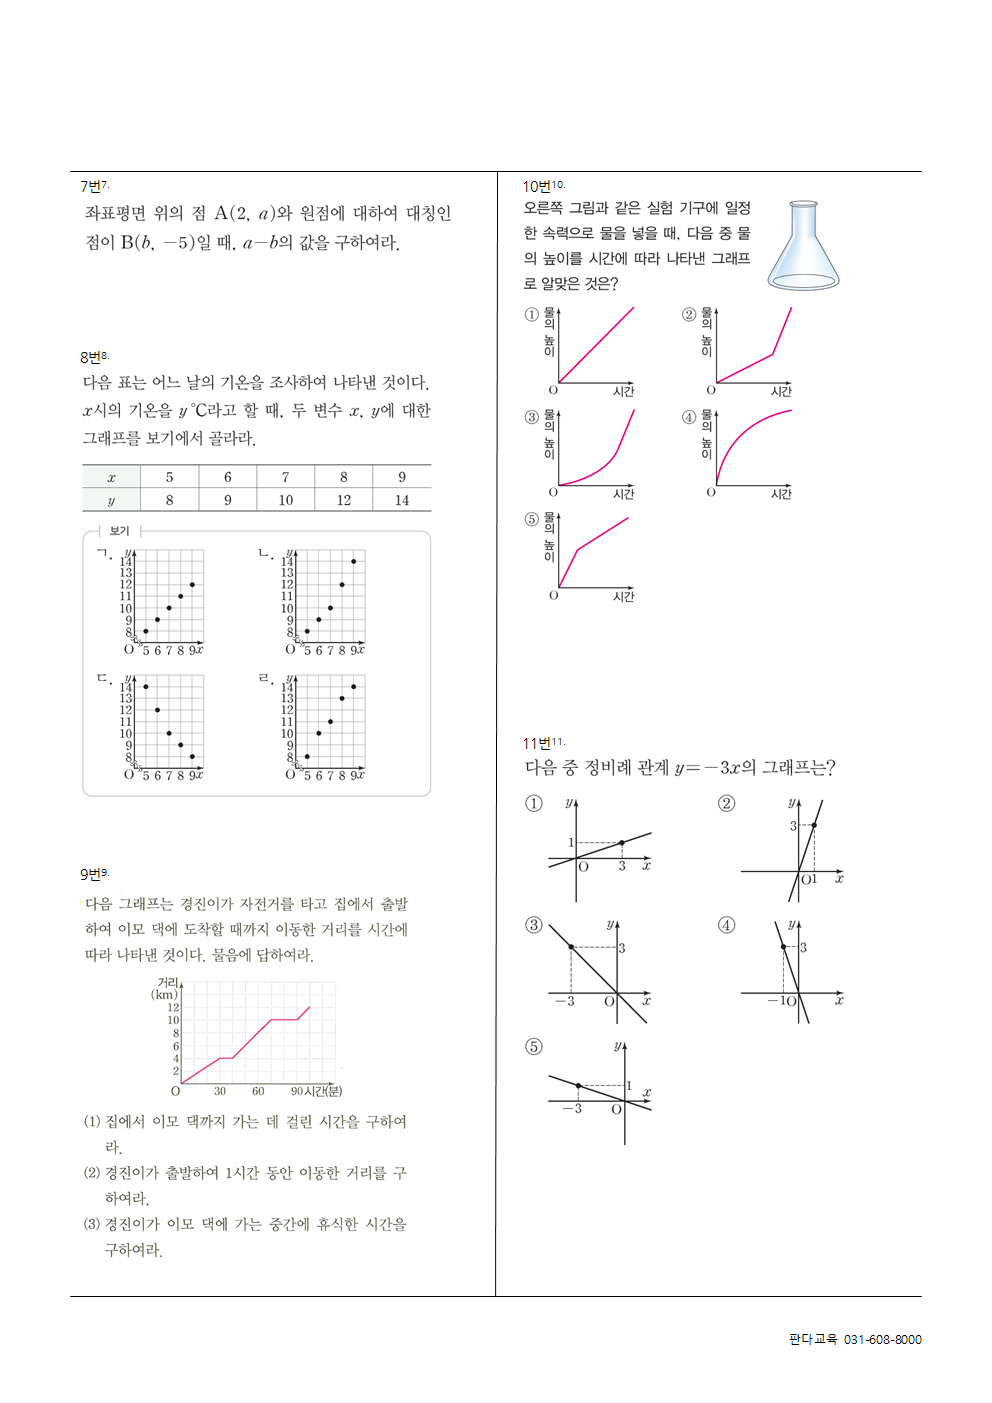 7번7.
좌표평면 위의 점 A(2, a)와 원점에 대하여 대칭인
점이 B(b, −5)일 때, a−b의 값을 구하여라.
8번8.
다음 표는 어느 날의 기온을 조사하여 나타낸 것이다.
x시의 기온을 y ℃라고 할 때, 두 변수 x, y에 대한
그래프를 보기에서 골라라.
x 5 6 7 8 9
y 8 9 10 12 14
보기
ㄱ. y 14 13 12 11 10 9 8 O 5 6 7 8 9 x
ㄴ. y 14 13 12 11 10 9 8 O 5 6 7 8 9 x
ㄷ. y 14 13 12 11 10 9 8 O 5 6 7 8 9 x
ㄹ. y 14 13 12 11 10 9 8 O 5 6 7 8 9 x
9번9.
다음 그래프는 경진이가 자전거를 타고 집에서 출발
하여 이모 댁에 도착할 때까지 이동한 거리를 시간에
따라 나타낸 것이다. 물음에 답하여라.
거리
(km)
12
10
8
6
4
2
O 30 60 90 시간(분)
(1) 집에서 이모 댁까지 가는 데 걸린 시간을 구하여
라.
(2) 경진이가 출발하여 1시간 동안 이동한 거리를 구
하여라.
(3) 경진이가 이모 댁에 가는 중간에 휴식한 시간을
구하여라.
10번10.
오른쪽 그림과 같은 실험 기구에 일정
한 속력으로 물을 넣을 때, 다음 중 물
의 높이를 시간에 따라 나타낸 그래프
로 알맞은 것은?
① 물의 높이 O 시간
② 물의 높이 O 시간
③ 물의 높이 O 시간
④ 물의 높이 O 시간
⑤ 물의 높이 O 시간
11번11.
다음 중 정비례 관계 y=−3x의 그래프는?
① y 1 O 3 x
② y 3 O 1 x
③ y 3 −3 O x
④ y 3 −1 O x
⑤ y 1 x −3 O
판다교육 031-608-8000